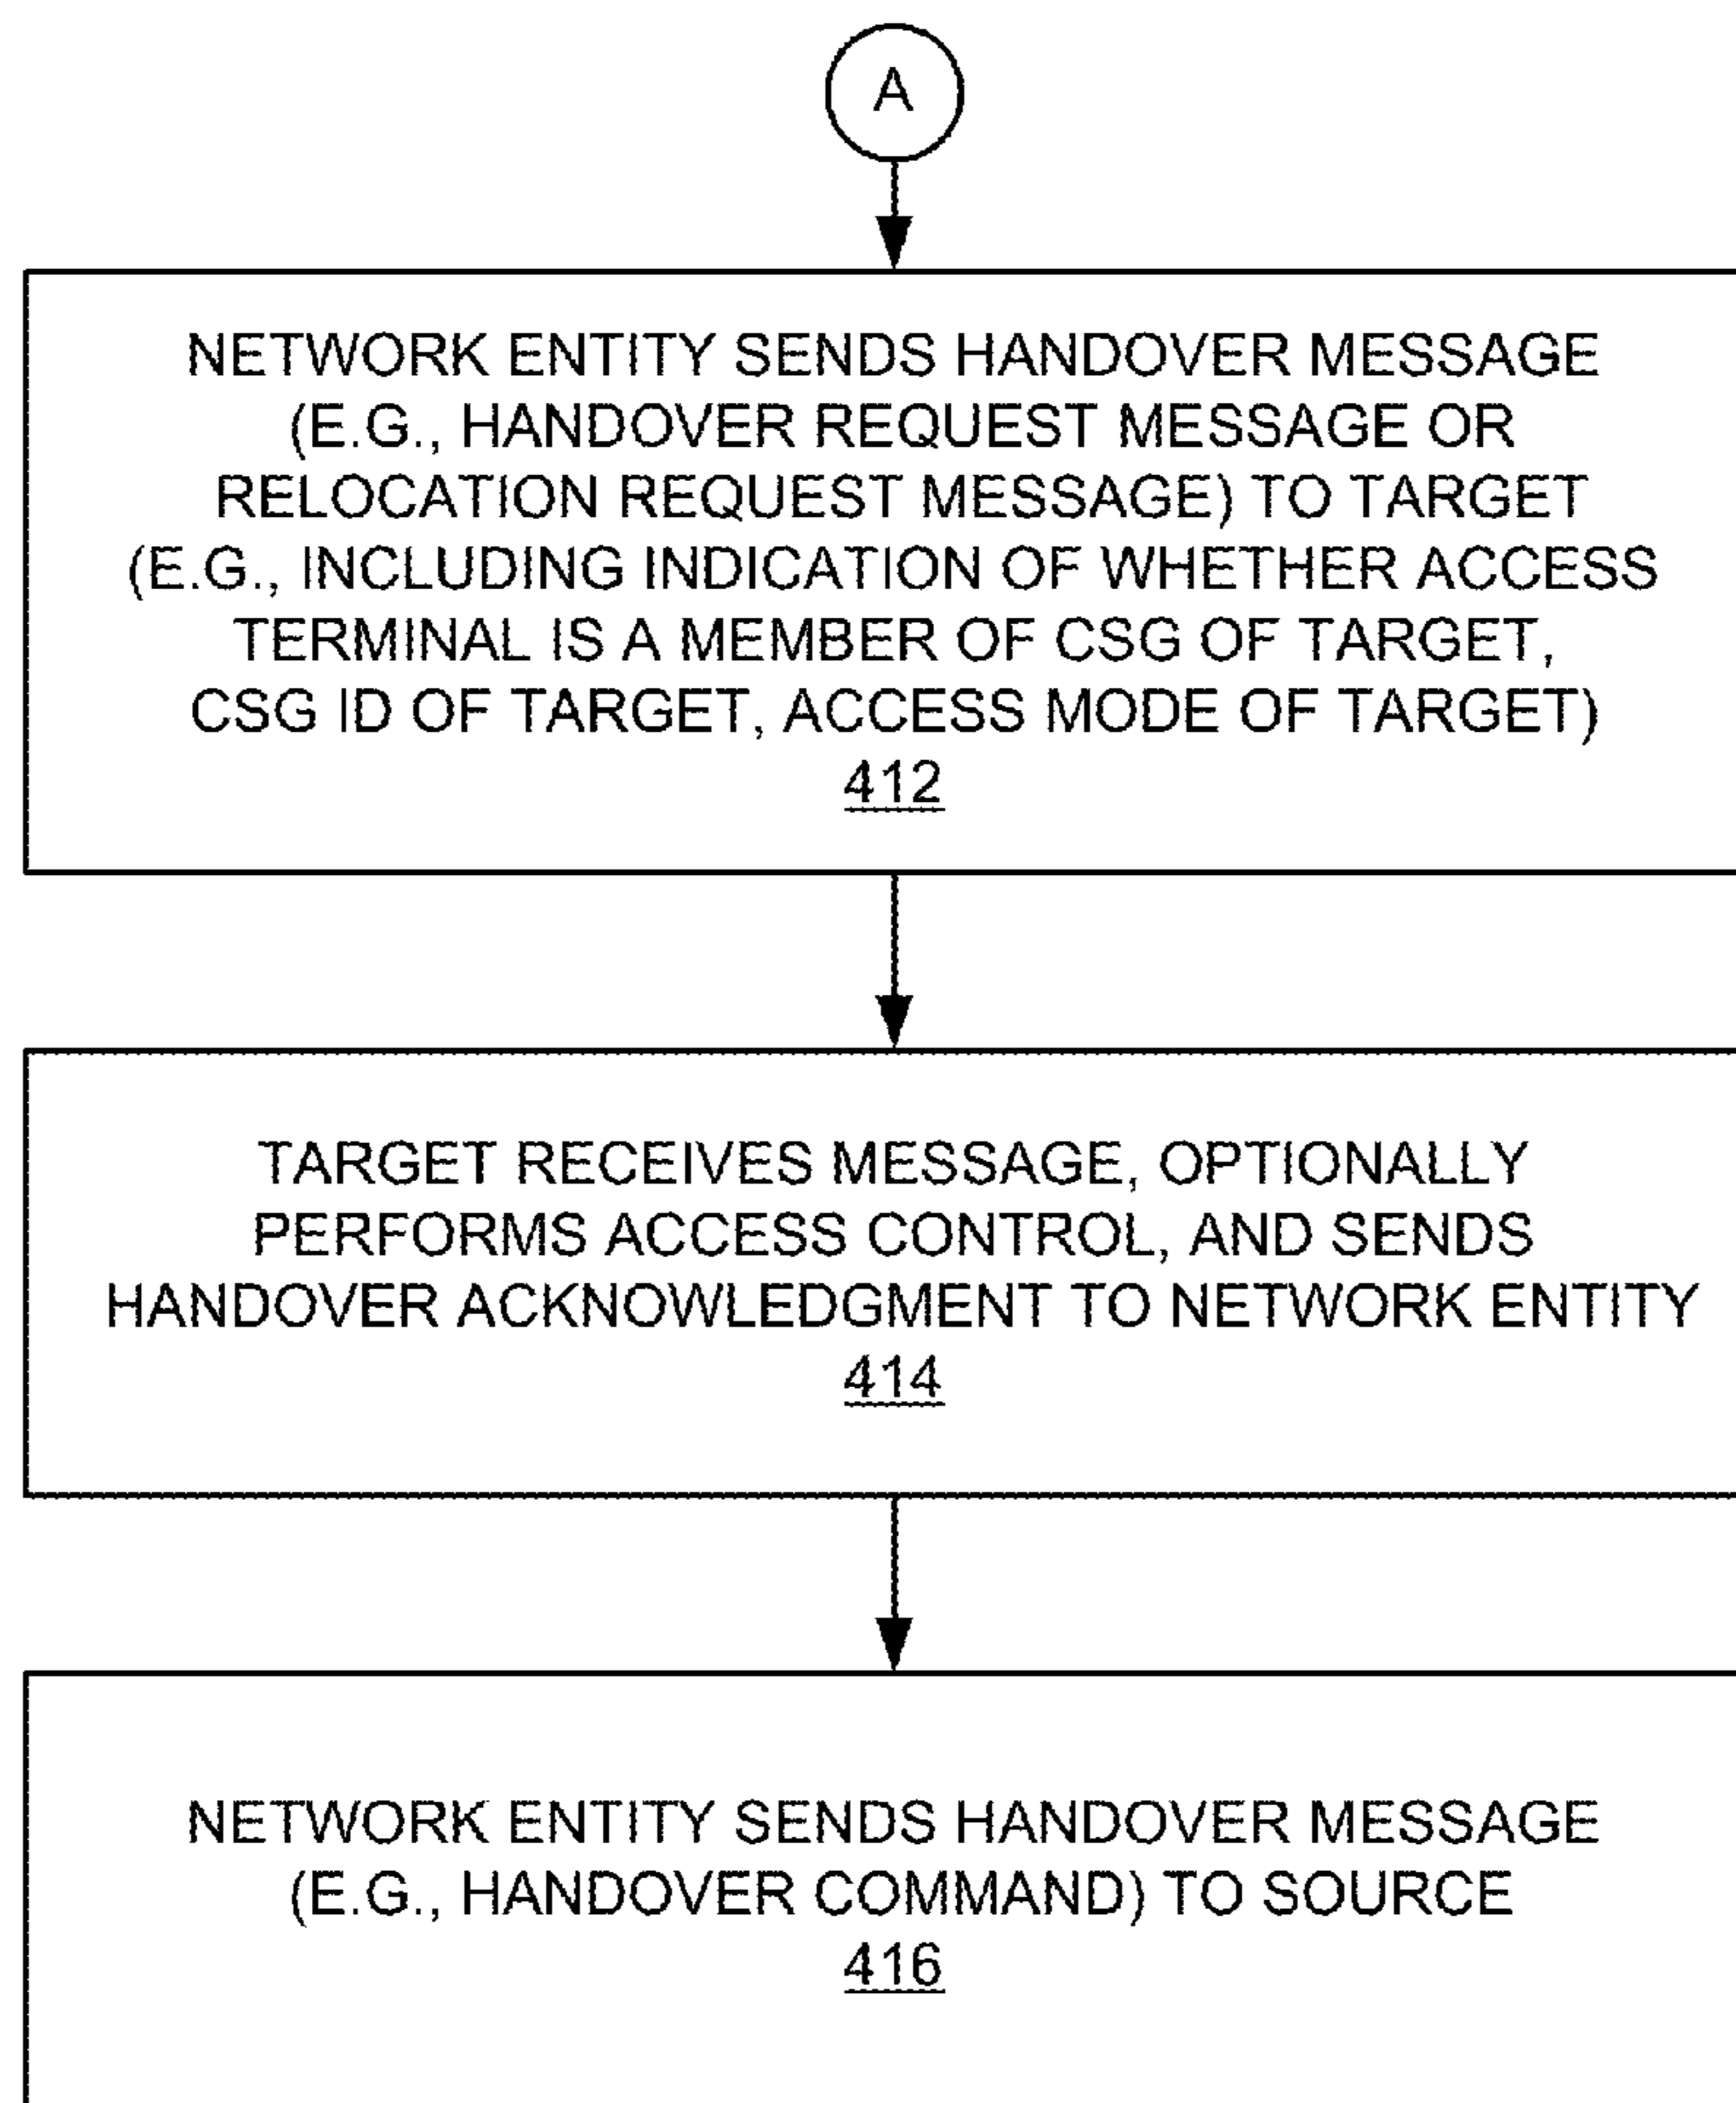 A
NETWORK ENTITY SENDS HANDOVER MESSAGE
(E.G., HANDOVER REQUEST MESSAGE OR
RELOCATION REQUEST MESSAGE) TO TARGET
(E.G., INCLUDING INDICATION OF WHETHER ACCESS
TERMINAL IS A MEMBER OF CSG OF TARGET,
CSG ID OF TARGET, ACCESS MODE OF TARGET)
412
TARGET RECEIVES MESSAGE, OPTIONALLY
PERFORMS ACCESS CONTROL, AND SENDS
HANDOVER ACKNOWLEDGMENT TO NETWORK ENTITY
414
NETWORK ENTITY SENDS HANDOVER MESSAGE
(E.G., HANDOVER COMMAND) TO SOURCE
416